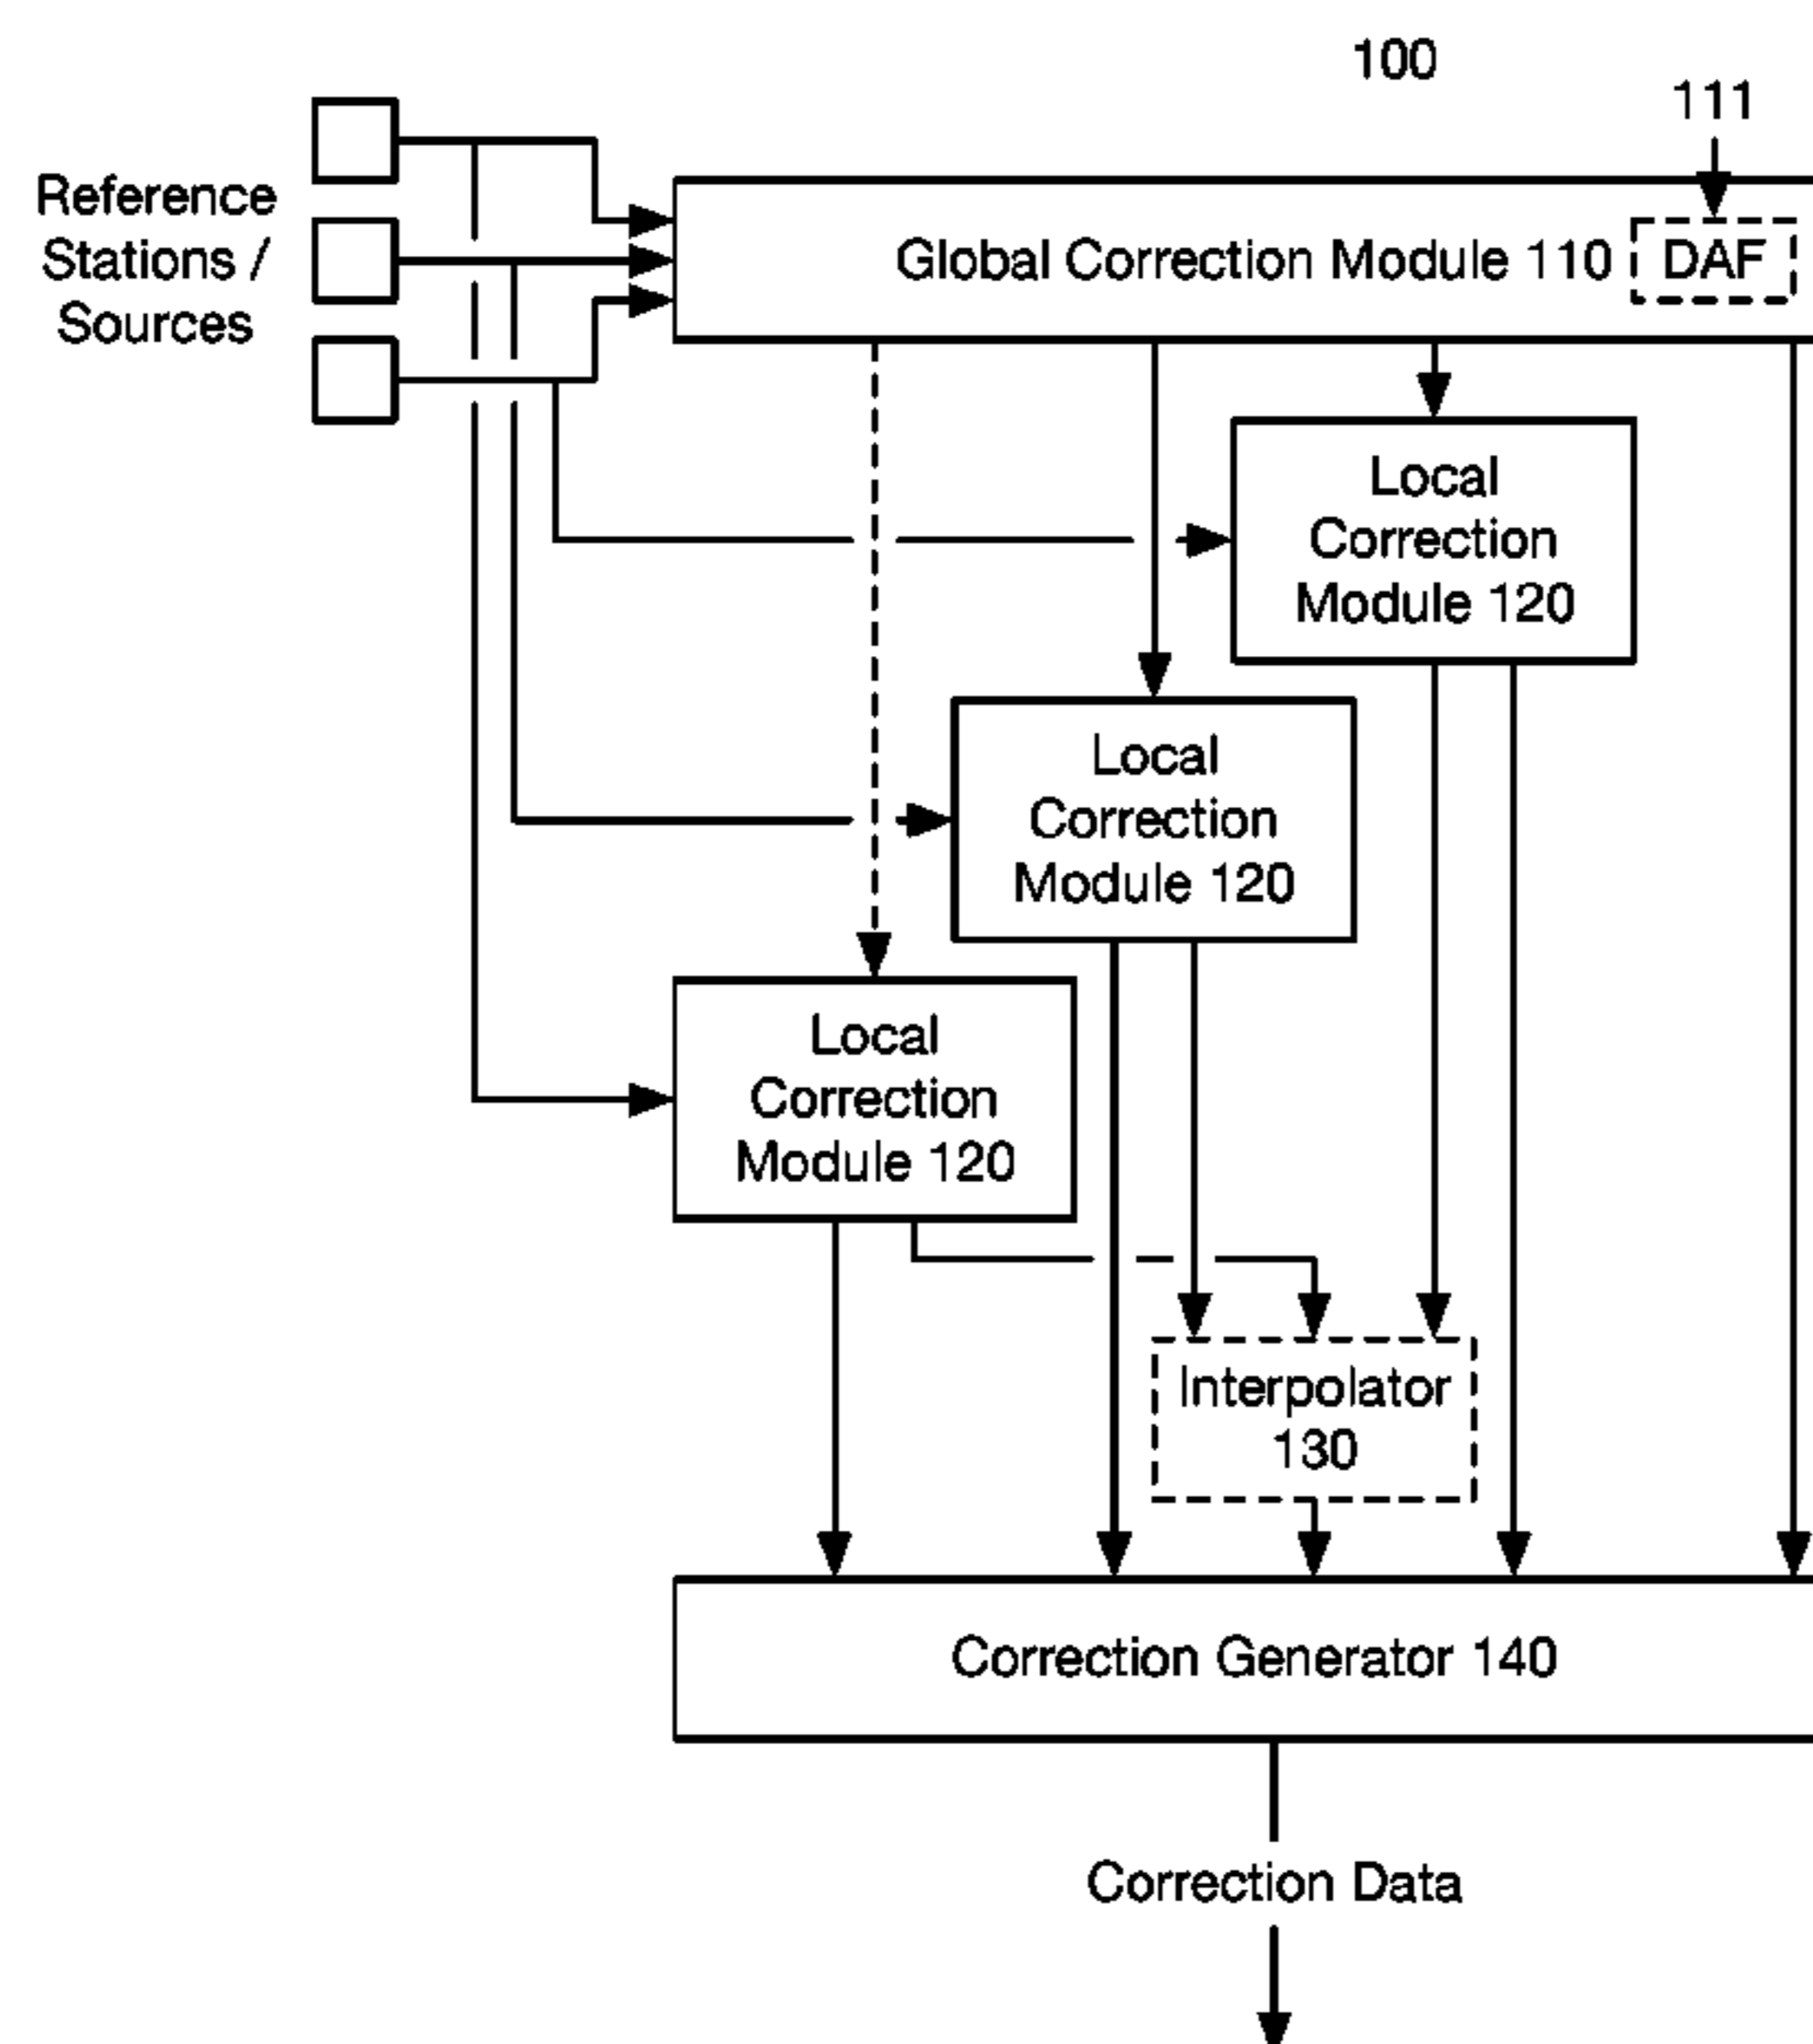 100
111
Reference
Stations /
Sources
Global Correction Module 110
DAF
Local
Correction
Module 120
Local
Correction
Module 120
Local
Correction
Module 120
Interpolator
130
Correction Generator 140
Correction Data